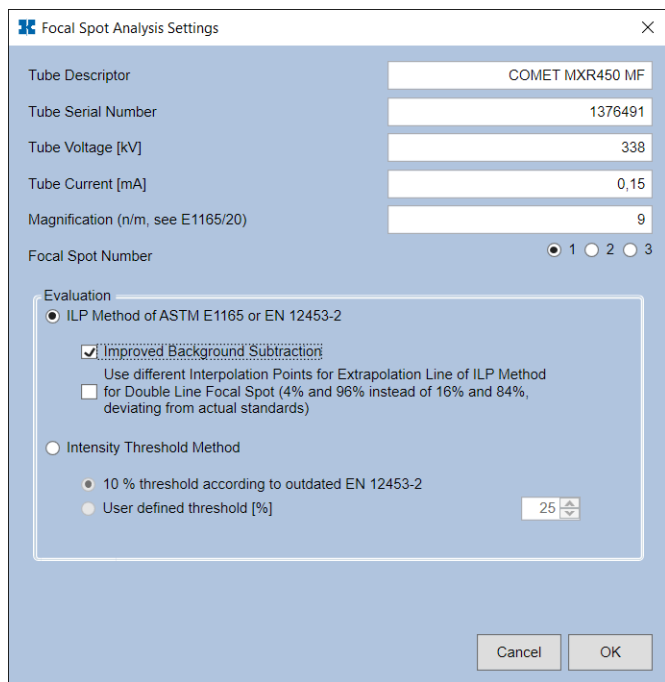 Focal Spot Analysis Settings
Tube Descriptor COMET MXR450 MF
Tube Serial Number 1376491
Tube Voltage [kV] 338
Tube Current [mA] 0,15
Magnification (n/m, see E1165/20) 9
Focal Spot Number 1 2 3
Evaluation
ILP Method of ASTM E1165 or EN 12453-2
Improved Background Subtraction
Use different Interpolation Points for Extrapolation Line of ILP Method
for Double Line Focal Spot (4% and 96% instead of 16% and 84%,
deviating from actual standards)
Intensity Threshold Method
10 % threshold according to outdated EN 12453-2
User defined threshold [%] 25
Cancel OK